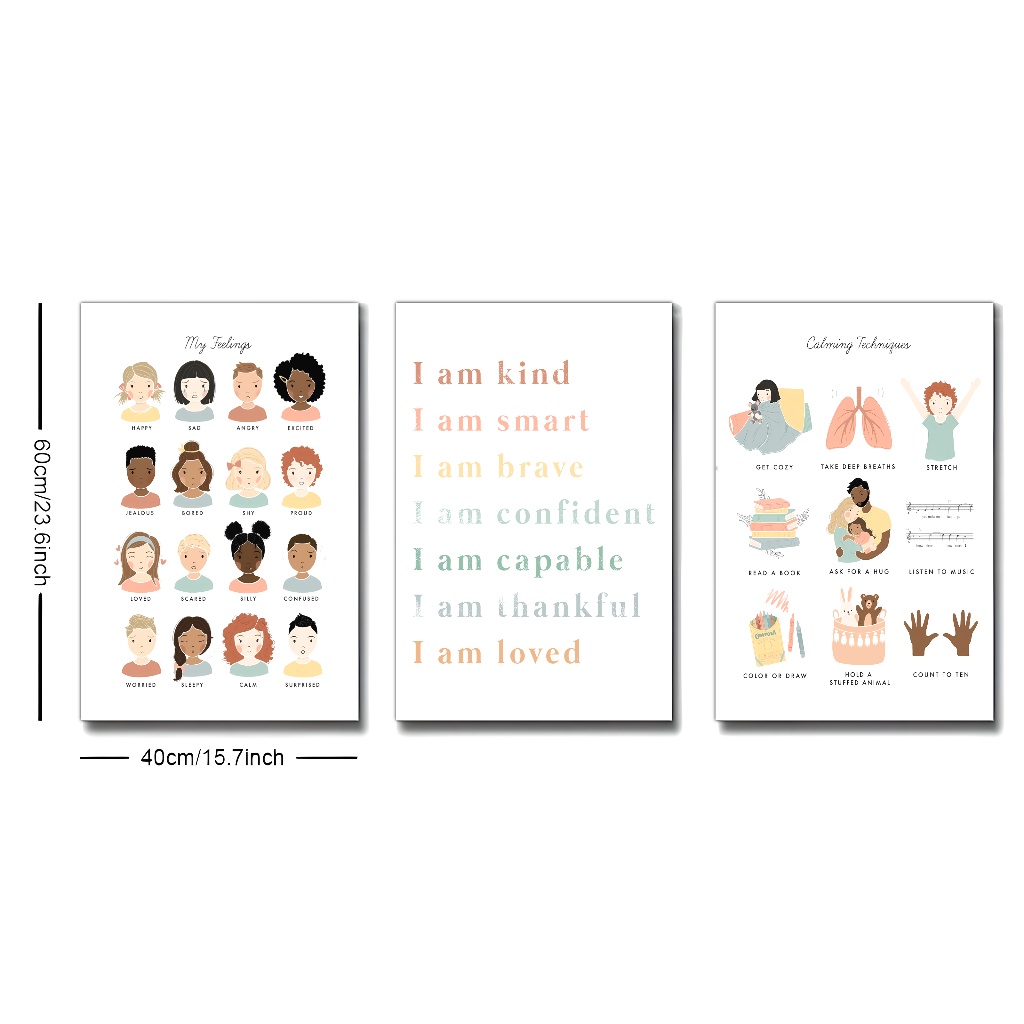 60cm/23.6inch
40cm/15.7inch
My Feelings
HAPPY SAD ANGRY EXCITED
JEALOUS BORED SHY PROUD
LOVED SCARED SILLY CONFUSED
WORRIED SLEEPY CALM SURPRISED
I am kind
I am smart
I am brave
I am confident
I am capable
I am thankful
I am loved
Calming Techniques
GET COZY TAKE DEEP BREATHS STRETCH
READ A BOOK ASK FOR A HUG LISTEN TO MUSIC
COLOR OR DRAW HOLD A COUNT TO TEN
STUFFED ANIMAL